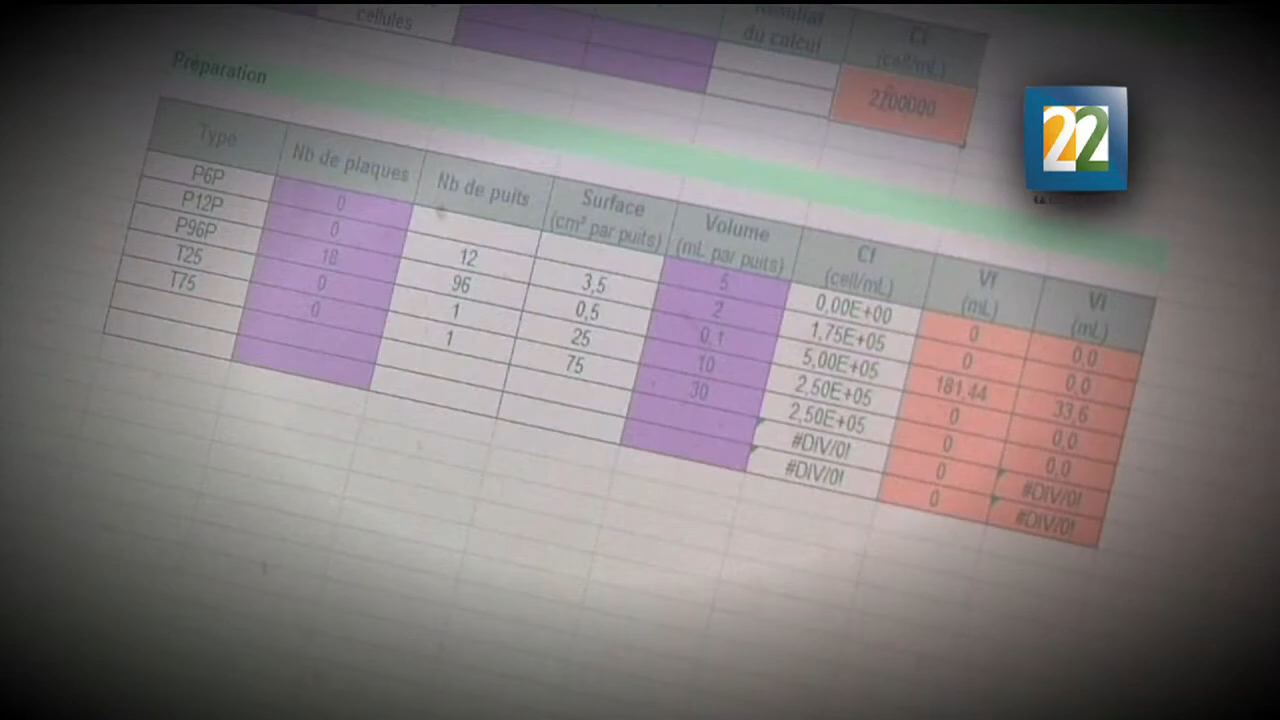 cellules
du calcul
Cf
(cell/mL)
2700000
Préparation
Type Nb de plaques Nb de puits Surface (cm² par puits) Volume (mL par puits) Cf (cell/mL) Vf (mL) Vi (mL)
P6P 0 5 0,00E+00 0 0,0
P12P 0 12 3,5 2 1,75E+05 0 0,0
P96P 18 96 0,5 0,1 5,00E+05 181,44 33,6
T25 0 1 25 10 2,50E+05 0 0,0
T75 0 1 75 30 2,50E+05 0 0,0
#DIV/0! 0 #DIV/0!
#DIV/0! 0 #DIV/0!
22